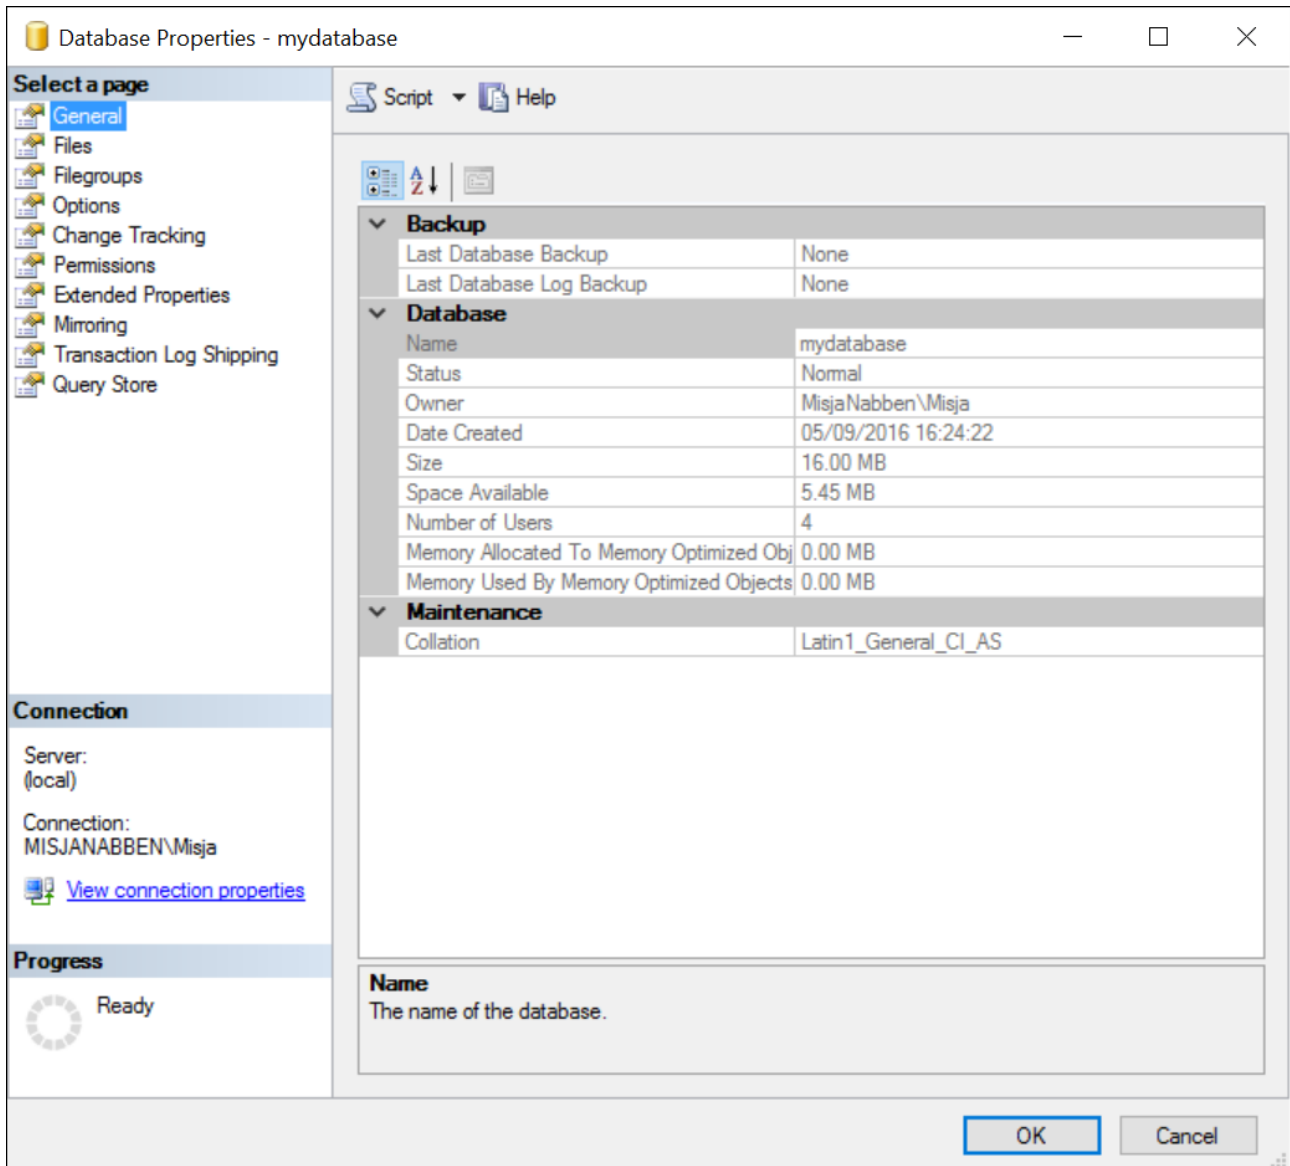 Database Properties - mydatabase
Select a page
General
Files
Filegroups
Options
Change Tracking
Permissions
Extended Properties
Mirroring
Transaction Log Shipping
Query Store
Connection
Server:
(local)
Connection:
MISJANABBEN\Misja
View connection properties
Progress
Ready
Script Help
Backup
Last Database Backup None
Last Database Log Backup None
Database
Name mydatabase
Status Normal
Owner MisjaNabben\Misja
Date Created 05/09/2016 16:24:22
Size 16.00 MB
Space Available 5.45 MB
Number of Users 4
Memory Allocated To Memory Optimized Obj 0.00 MB
Memory Used By Memory Optimized Objects 0.00 MB
Maintenance
Collation Latin1_General_CI_AS
Name
The name of the database.
OK Cancel